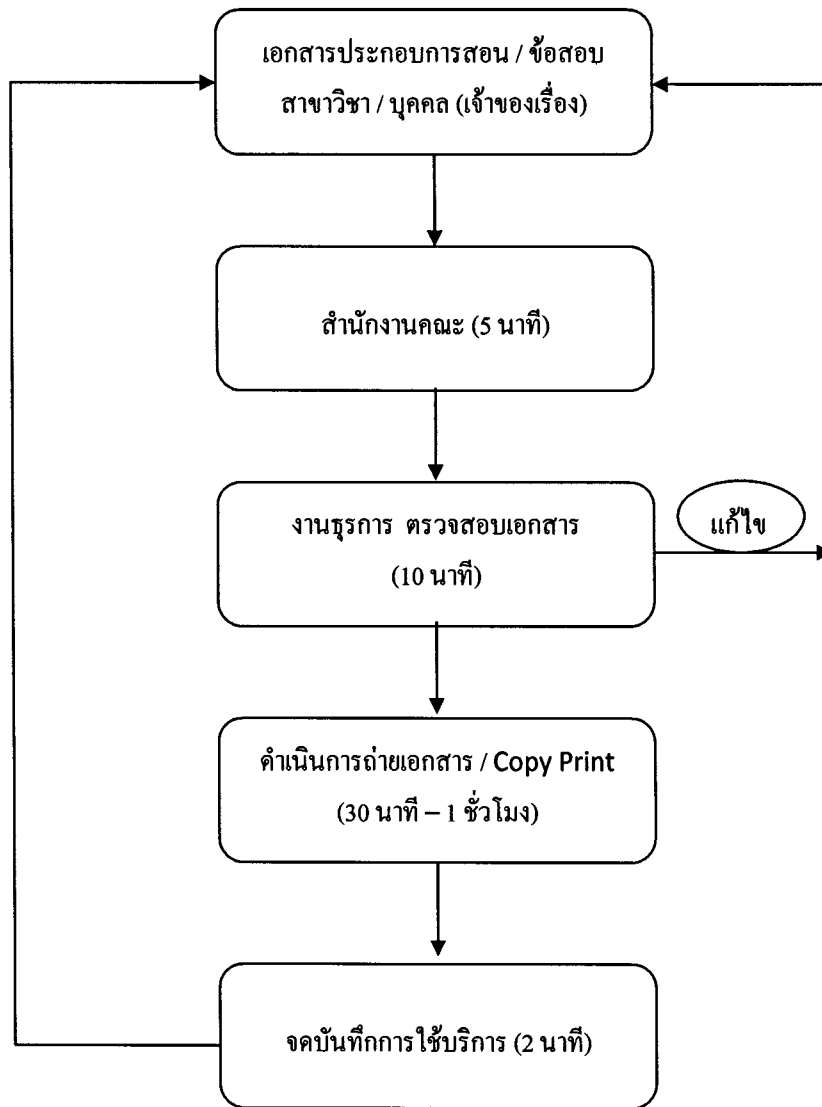 เอกสารประกอบการสอน / ข้อสอบ
สาขาวิชา / บุคคล (เจ้าของเรื่อง)
สำนักงานคณะ (5 นาที)
งานธุรการ ตรวจสอบเอกสาร
(10 นาที)
แก้ไข
ดำเนินการถ่ายเอกสาร / Copy Print
(30 นาที – 1 ชั่วโมง)
จดบันทึกการใช้บริการ (2 นาที)